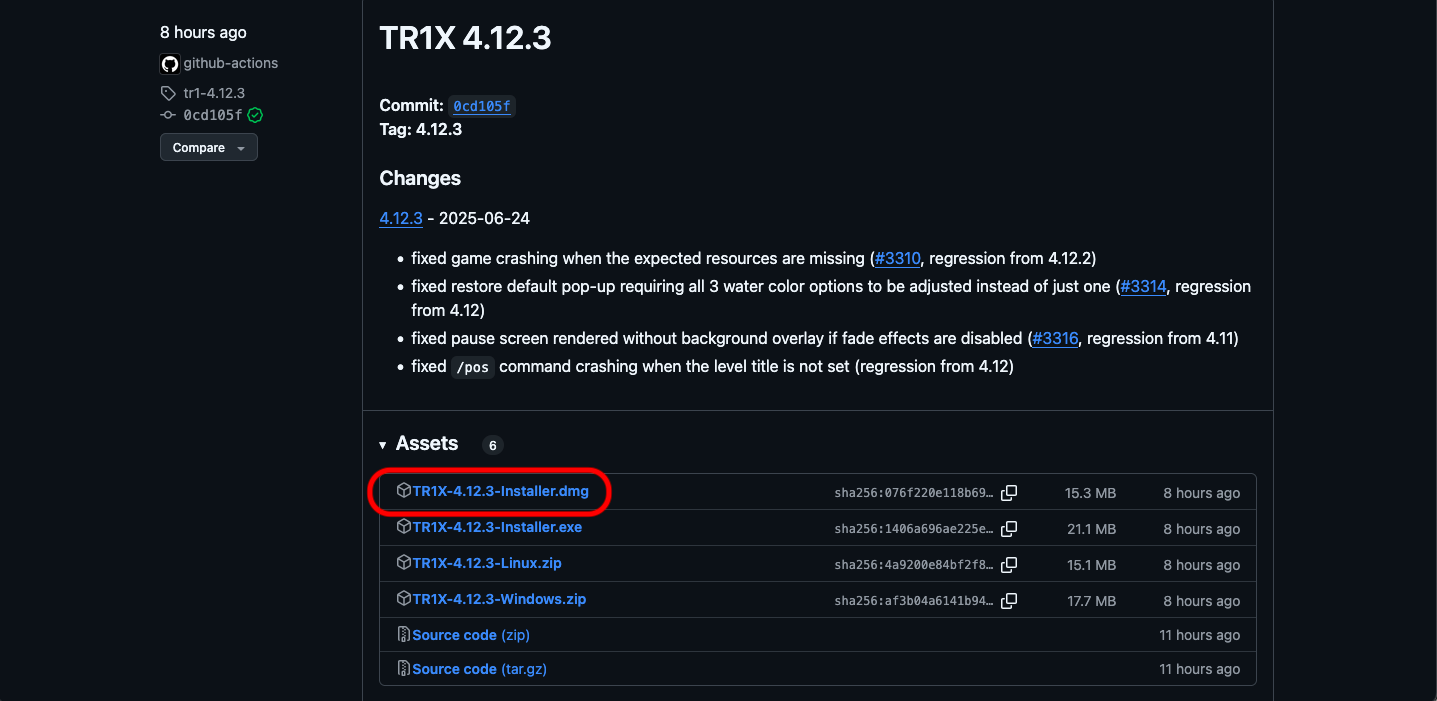 8 hours ago
github-actions
tr1-4.12.3
0cd105f
Compare
TR1X 4.12.3
Commit: 0cd105f
Tag: 4.12.3
Changes
4.12.3 - 2025-06-24
• fixed game crashing when the expected resources are missing (#3310, regression from 4.12.2)
• fixed restore default pop-up requiring all 3 water color options to be adjusted instead of just one (#3314, regression
from 4.12)
• fixed pause screen rendered without background overlay if fade effects are disabled (#3316, regression from 4.11)
• fixed /pos command crashing when the level title is not set (regression from 4.12)
Assets 6
TR1X-4.12.3-Installer.dmg sha256:076f220e118b69… 15.3 MB 8 hours ago
TR1X-4.12.3-Installer.exe sha256:1406a696ae225e… 21.1 MB 8 hours ago
TR1X-4.12.3-Linux.zip sha256:4a9200e84bf2f8… 15.1 MB 8 hours ago
TR1X-4.12.3-Windows.zip sha256:af3b04a6141b94… 17.7 MB 8 hours ago
Source code (zip) 11 hours ago
Source code (tar.gz) 11 hours ago